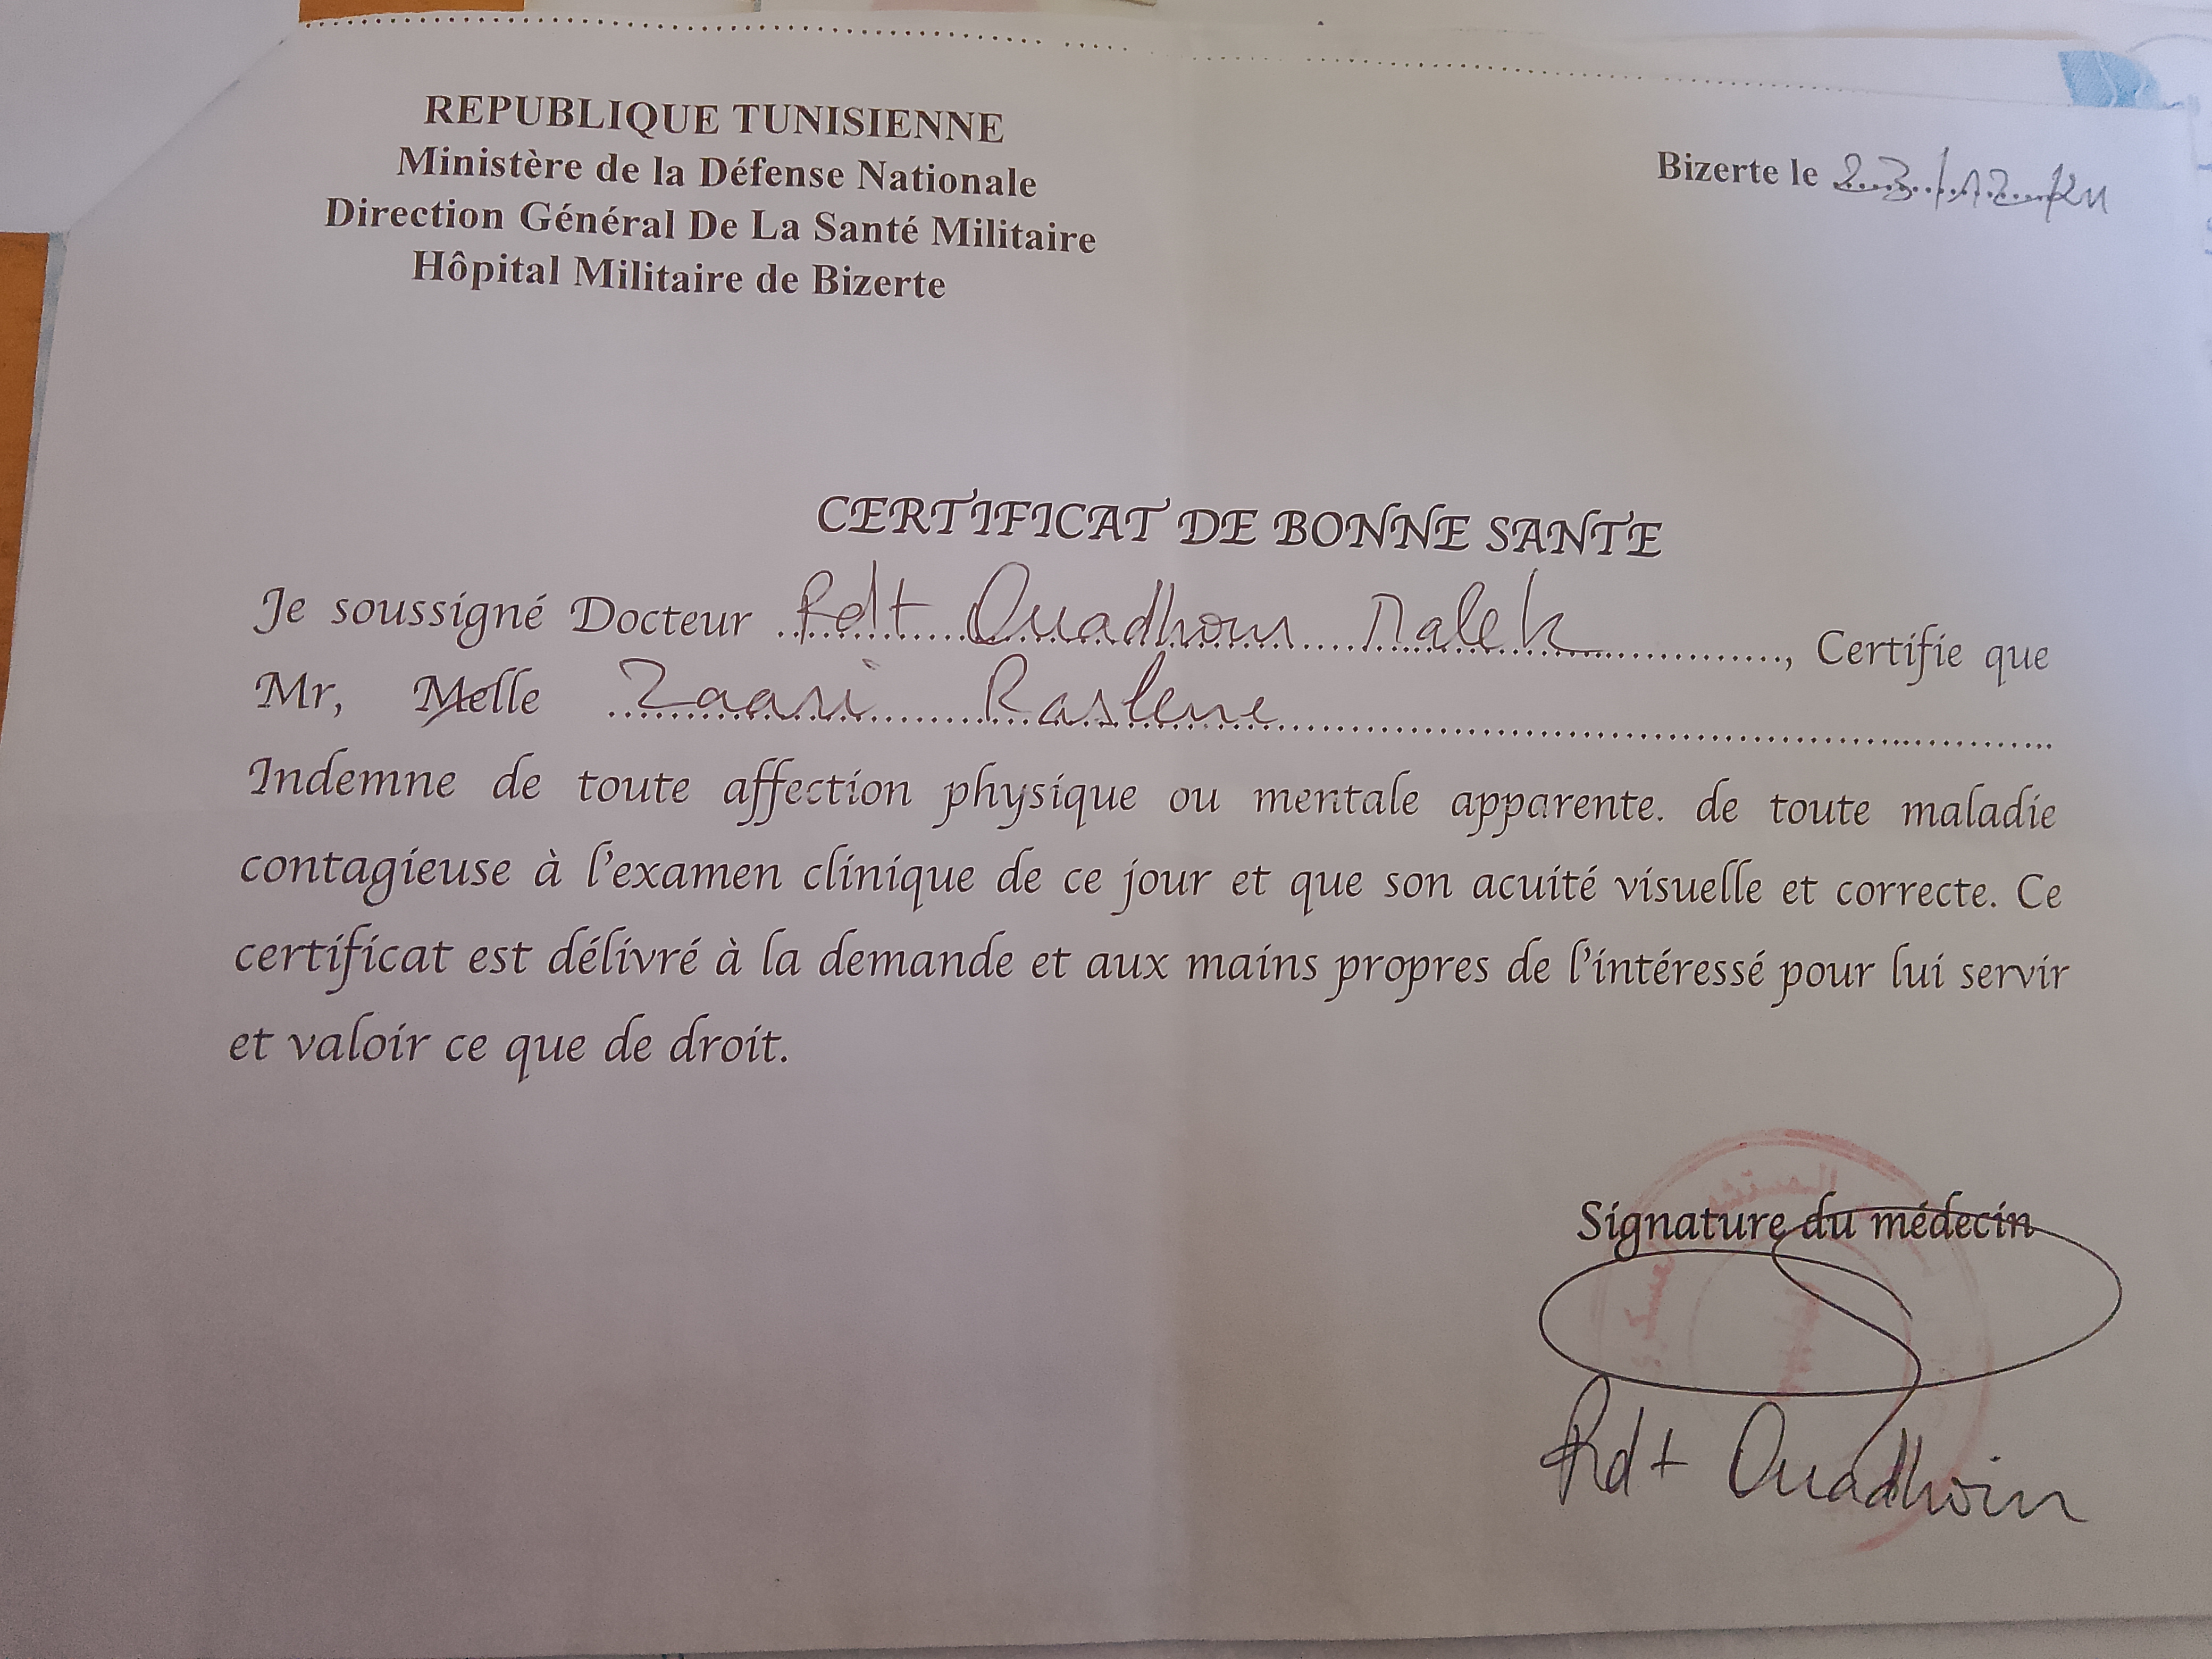 REPUBLIQUE TUNISIENNE
Ministère de la Défense Nationale
Direction Général De La Santé Militaire
Hôpital Militaire de Bizerte
Bizerte le 23/12/
CERTIFICAT DE BONNE SANTE
Je soussigné Docteur Rdt Ouadhour Malek, Certifie que
Mr, Melle Zaari Raslene
Indemne de toute affection physique ou mentale apparente. de toute maladie
contagieuse à l'examen clinique de ce jour et que son acuité visuelle et correcte. Ce
certificat est délivré à la demande et aux mains propres de l'intéressé pour lui servir
et valoir ce que de droit.
Signature du médecin
Rdt